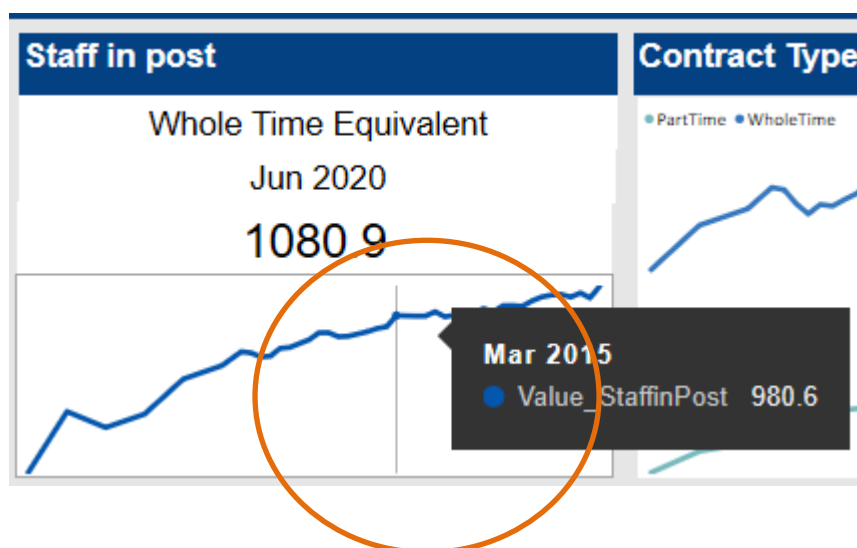 Staff in post
Whole Time Equivalent
Jun 2020
1080.9
Mar 2015
Value_StaffinPost 980.6
Contract Type
PartTime WholeTime